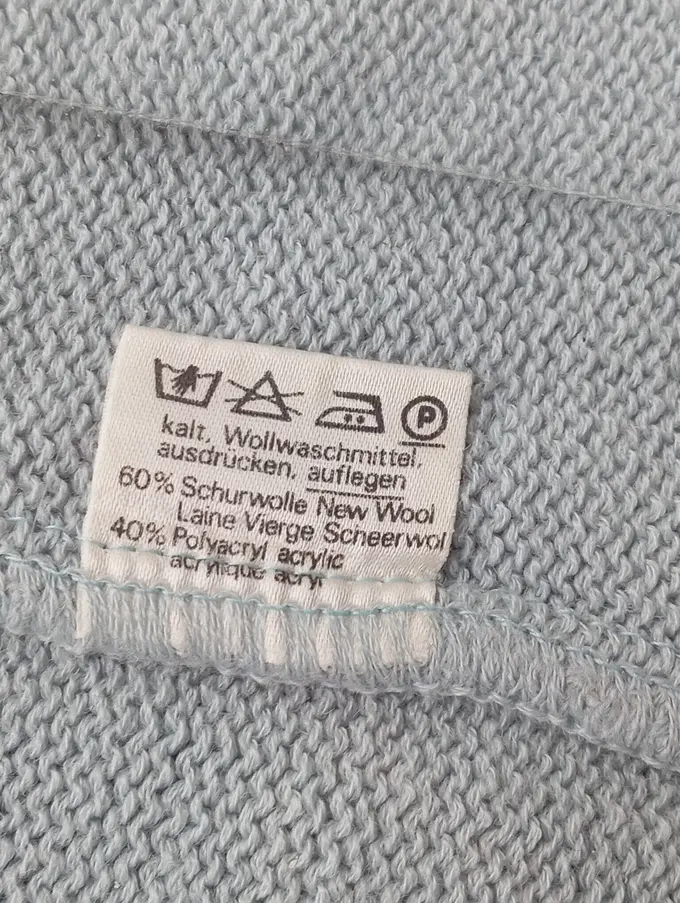 P
kalt, Wollwaschmittel,
ausdrücken, auflegen
60% Schurwolle New Wool
Laine Vierge Scheerwol
40% Polyacryl acrylic
acrylique acryl